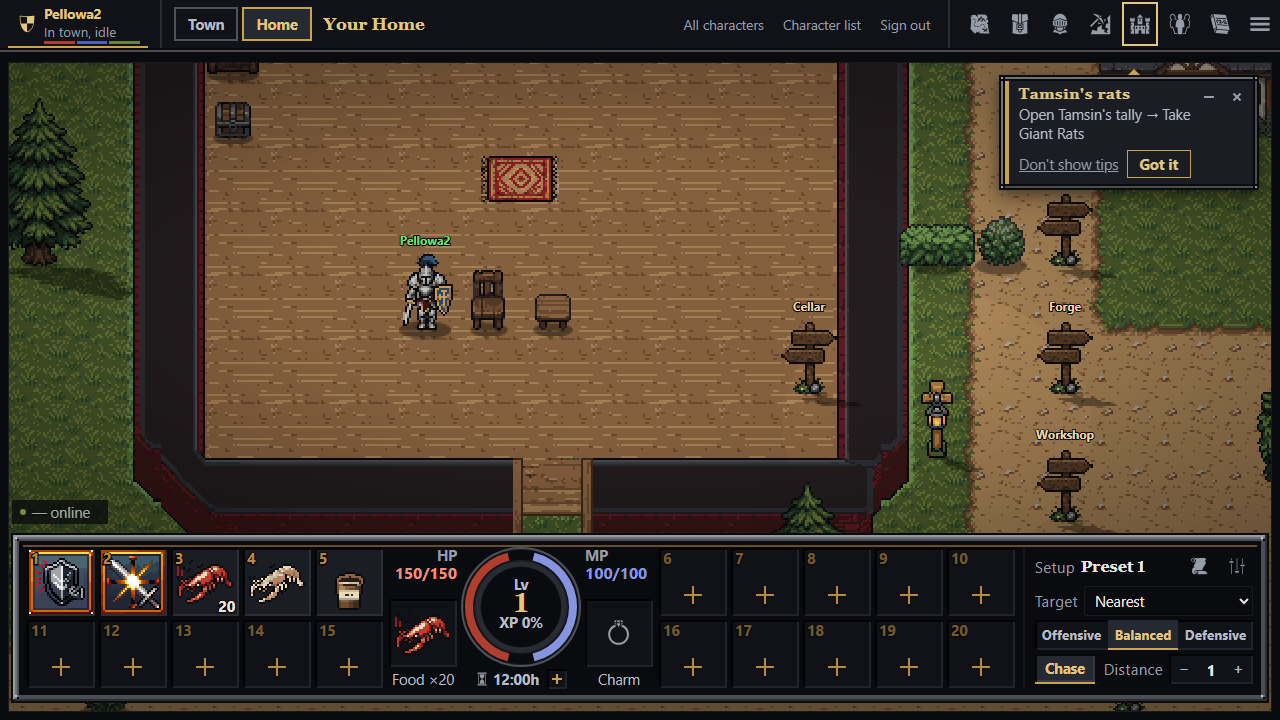 Pellowa2
In town, idle
Town
Home
Your Home
All characters
Character list
Sign out
Tamsin's rats
Open Tamsin's tally → Take
Giant Rats
Don't show tips
Got it
Pellowa2
Cellar
Forge
Workshop
— online
1
2
3
20
4
5
HP
150/150
Lv
1
XP 0%
MP
100/100
6
7
8
9
10
11
12
13
14
15
Food ×20
12:00h
Charm
16
17
18
19
20
Setup Preset 1
Target Nearest
Offensive
Balanced
Defensive
Chase
Distance
− 1 +